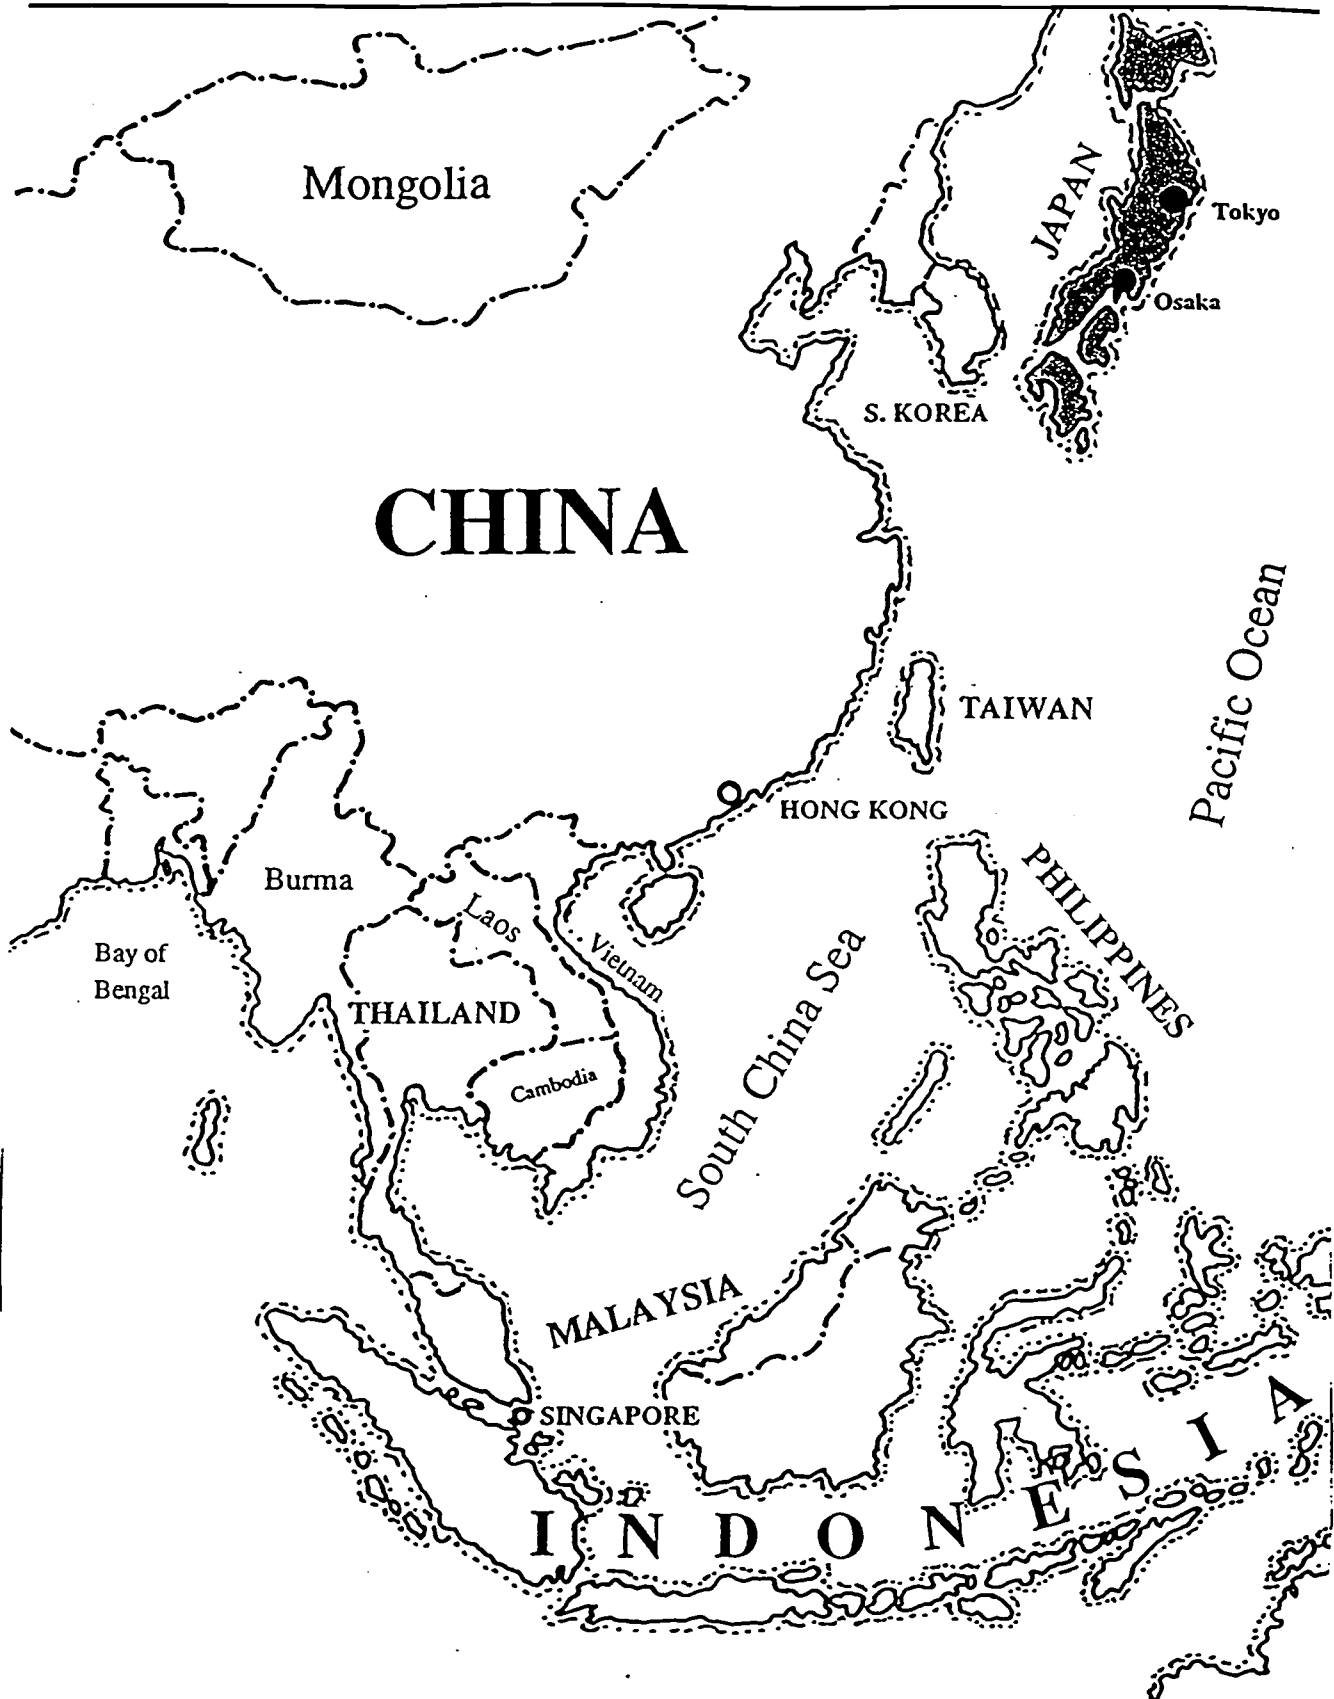 Mongolia
JAPAN
Tokyo
Osaka
S. KOREA
CHINA
Pacific Ocean
TAIWAN
HONG KONG
Burma
Laos
Vietnam
PHILIPPINES
Bay of
Bengal
THAILAND
South China Sea
Cambodia
MALAYSIA
SINGAPORE
INDONESIA